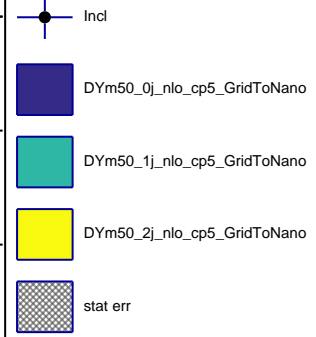 Incl
DYm50_0j_nlo_cp5_GridToNano
DYm50_1j_nlo_cp5_GridToNano
DYm50_2j_nlo_cp5_GridToNano
stat err